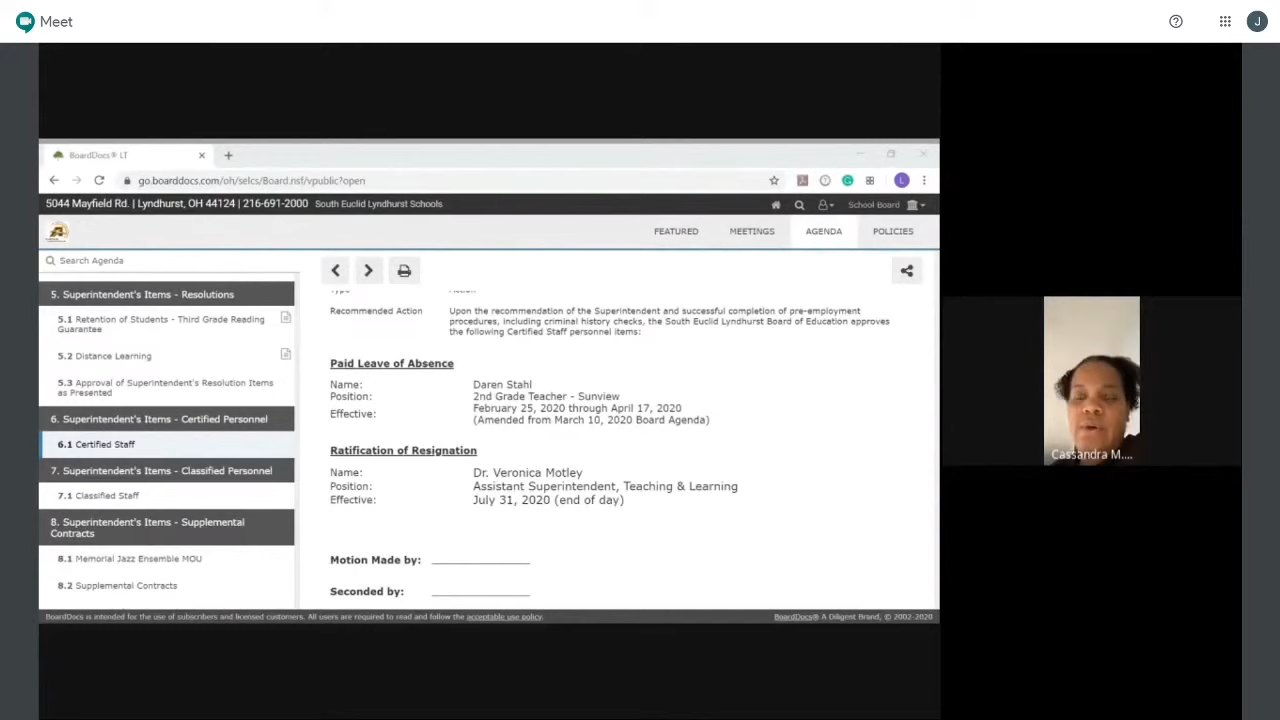 Meet
J
BoardDocs® LT
go.boarddocs.com/oh/selcs/Board.nsf/vpublic?open
L
5044 Mayfield Rd. | Lyndhurst, OH 44124 | 216-691-2000 South Euclid Lyndhurst Schools
School Board
FEATURED MEETINGS AGENDA POLICIES
Search Agenda
5. Superintendent's Items - Resolutions
5.1 Retention of Students - Third Grade Reading
Guarantee
5.2 Distance Learning
5.3 Approval of Superintendent's Resolution Items
as Presented
6. Superintendent's Items - Certified Personnel
6.1 Certified Staff
7. Superintendent's Items - Classified Personnel
7.1 Classified Staff
8. Superintendent's Items - Supplemental
Contracts
8.1 Memorial Jazz Ensemble MOU
8.2 Supplemental Contracts
Recommended Action Upon the recommendation of the Superintendent and successful completion of pre-employment
procedures, including criminal history checks, the South Euclid Lyndhurst Board of Education approves
the following Certified Staff personnel items:
Paid Leave of Absence
Name: Daren Stahl
Position: 2nd Grade Teacher - Sunview
Effective: February 25, 2020 through April 17, 2020
(Amended from March 10, 2020 Board Agenda)
Ratification of Resignation
Name: Dr. Veronica Motley
Position: Assistant Superintendent, Teaching & Learning
Effective: July 31, 2020 (end of day)
Motion Made by: ______________
Seconded by: ______________
BoardDocs is intended for the use of subscribers and licensed customers. All users are required to read and follow the acceptable use policy.
BoardDocs® A Diligent Brand, © 2002-2020
Cassandra M....